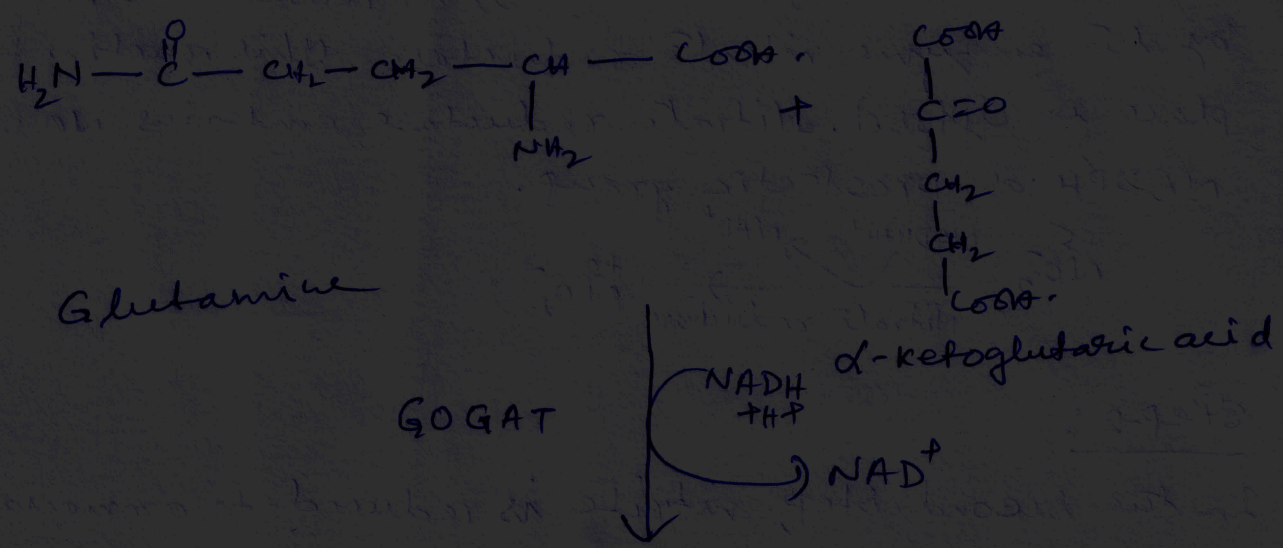 H₂N — C — CH₂ — CH₂ — CH — COOH.
O
NH₂
+
COOH
C=O
CH₂
CH₂
COOH.
Glutamine
α-ketoglutaric acid
GOGAT
NADH
+H+
NAD⁺